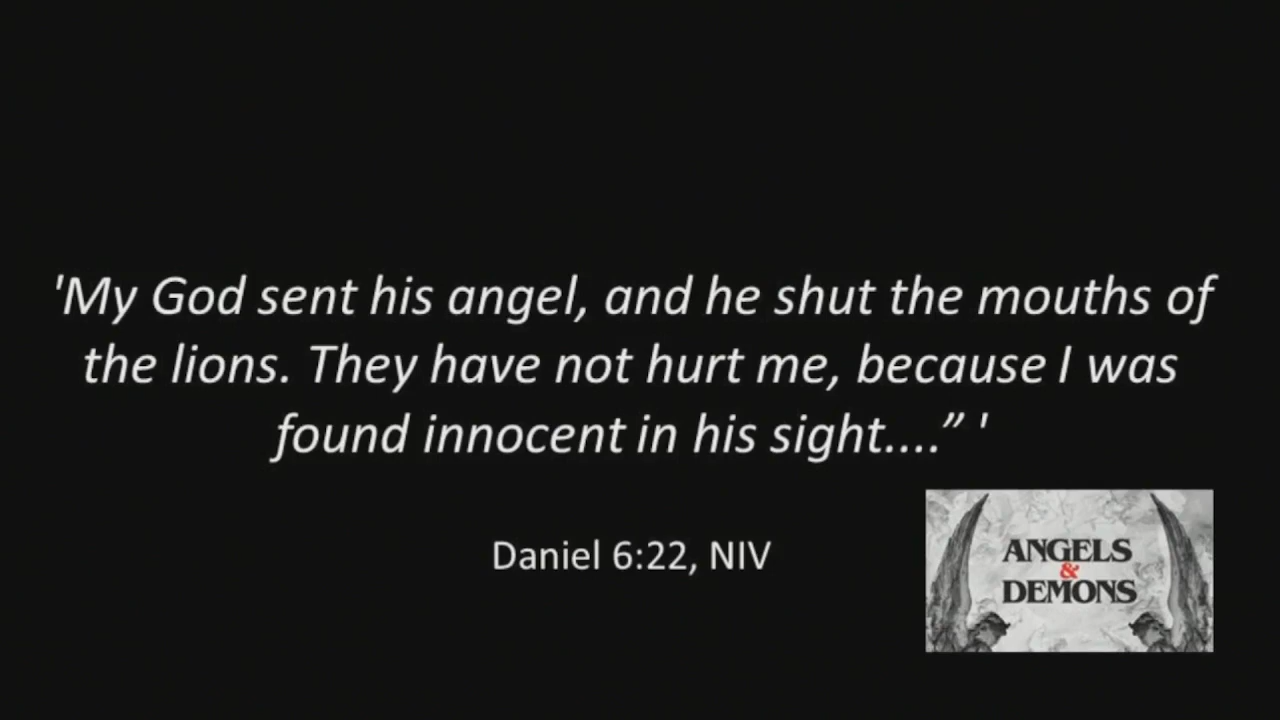 'My God sent his angel, and he shut the mouths of
the lions. They have not hurt me, because I was
found innocent in his sight....” '
Daniel 6:22, NIV
ANGELS
&
DEMONS